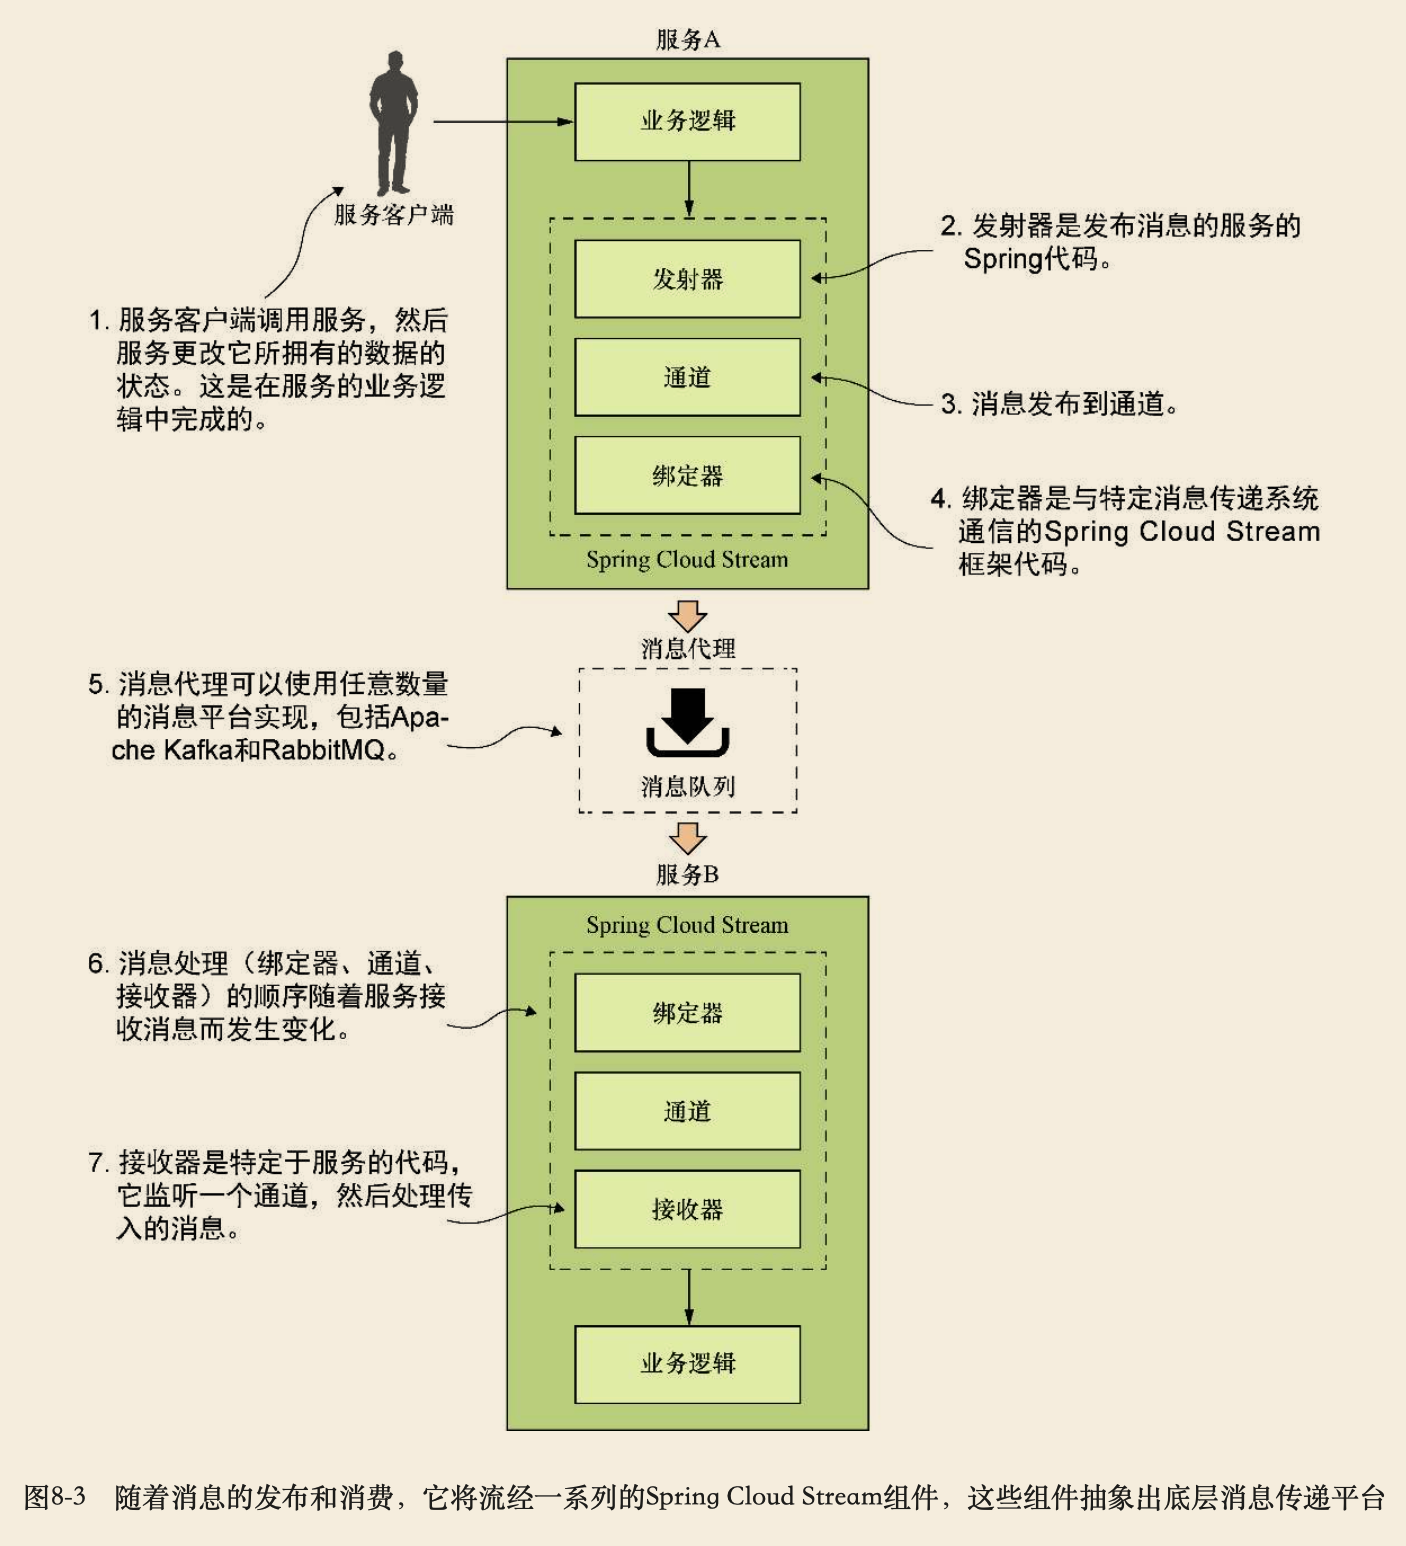 服务A
业务逻辑
服务客户端
2. 发射器是发布消息的服务的
Spring代码。
发射器
1. 服务客户端调用服务，然后
服务更改它所拥有的数据的
状态。这是在服务的业务逻
辑中完成的。
通道
3. 消息发布到通道。
绑定器
4. 绑定器是与特定消息传递系统
通信的Spring Cloud Stream
框架代码。
Spring Cloud Stream
消息代理
5. 消息代理可以使用任意数量
的消息平台实现，包括Apa-
che Kafka和RabbitMQ。
消息队列
服务B
Spring Cloud Stream
6. 消息处理（绑定器、通道、
接收器）的顺序随着服务接
收消息而发生变化。
绑定器
通道
7. 接收器是特定于服务的代码，
它监听一个通道，然后处理传
入的消息。
接收器
业务逻辑
图8-3 随着消息的发布和消费，它将流经一系列的Spring Cloud Stream组件，这些组件抽象出底层消息传递平台